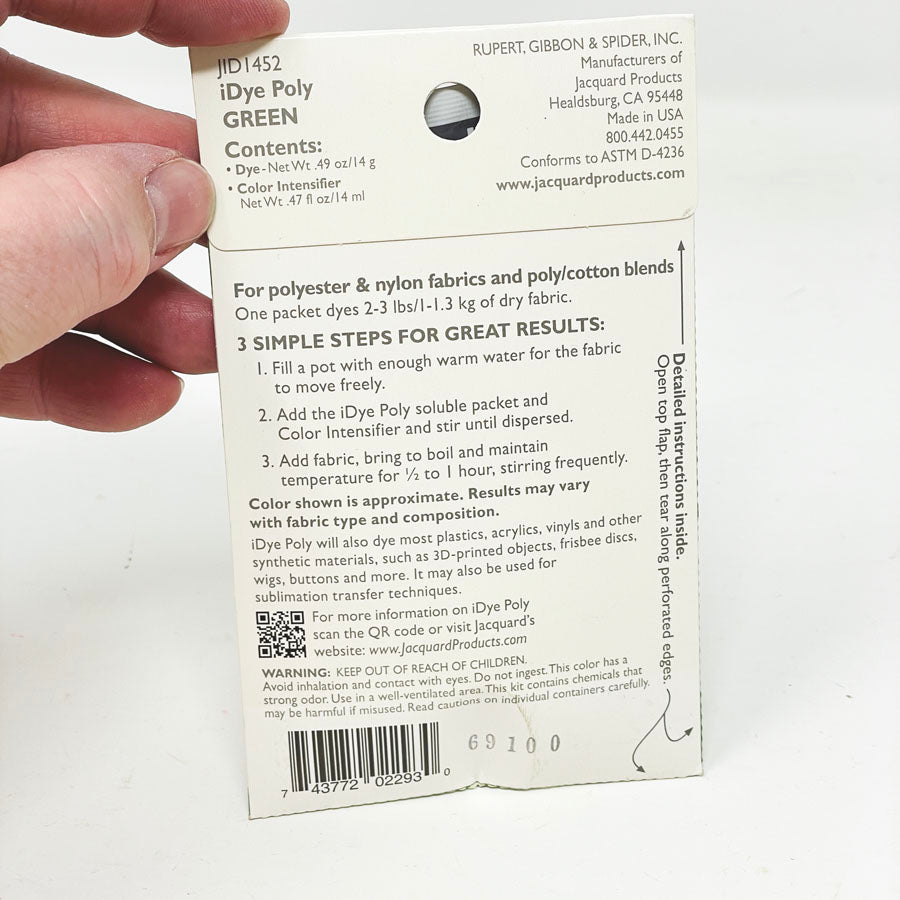 JID1452
iDye Poly
GREEN
Contents:
• Dye - Net Wt .49 oz/14 g
• Color Intensifier
Net Wt .47 fl oz/14 ml
RUPERT, GIBBON & SPIDER, INC.
Manufacturers of
Jacquard Products
Healdsburg, CA 95448
Made in USA
800.442.0455
Conforms to ASTM D-4236
www.jacquardproducts.com
For polyester & nylon fabrics and poly/cotton blends
One packet dyes 2-3 lbs/1-1.3 kg of dry fabric.
3 SIMPLE STEPS FOR GREAT RESULTS:
1. Fill a pot with enough warm water for the fabric
to move freely.
2. Add the iDye Poly soluble packet and
Color Intensifier and stir until dispersed.
3. Add fabric, bring to boil and maintain
temperature for ½ to 1 hour, stirring frequently.
Color shown is approximate. Results may vary
with fabric type and composition.
iDye Poly will also dye most plastics, acrylics, vinyls and other
synthetic materials, such as 3D-printed objects, frisbee discs,
wigs, buttons and more. It may also be used for
sublimation transfer techniques.
For more information on iDye Poly
scan the QR code or visit Jacquard's
website: www.JacquardProducts.com
WARNING: KEEP OUT OF REACH OF CHILDREN.
Avoid inhalation and contact with eyes. Do not ingest. This color has a
strong odor. Use in a well-ventilated area. This kit contains chemicals that
may be harmful if misused. Read cautions on individual containers carefully.
7 43772 02293 0
69100
Detailed instructions inside.
Open top flap, then tear along perforated edges.